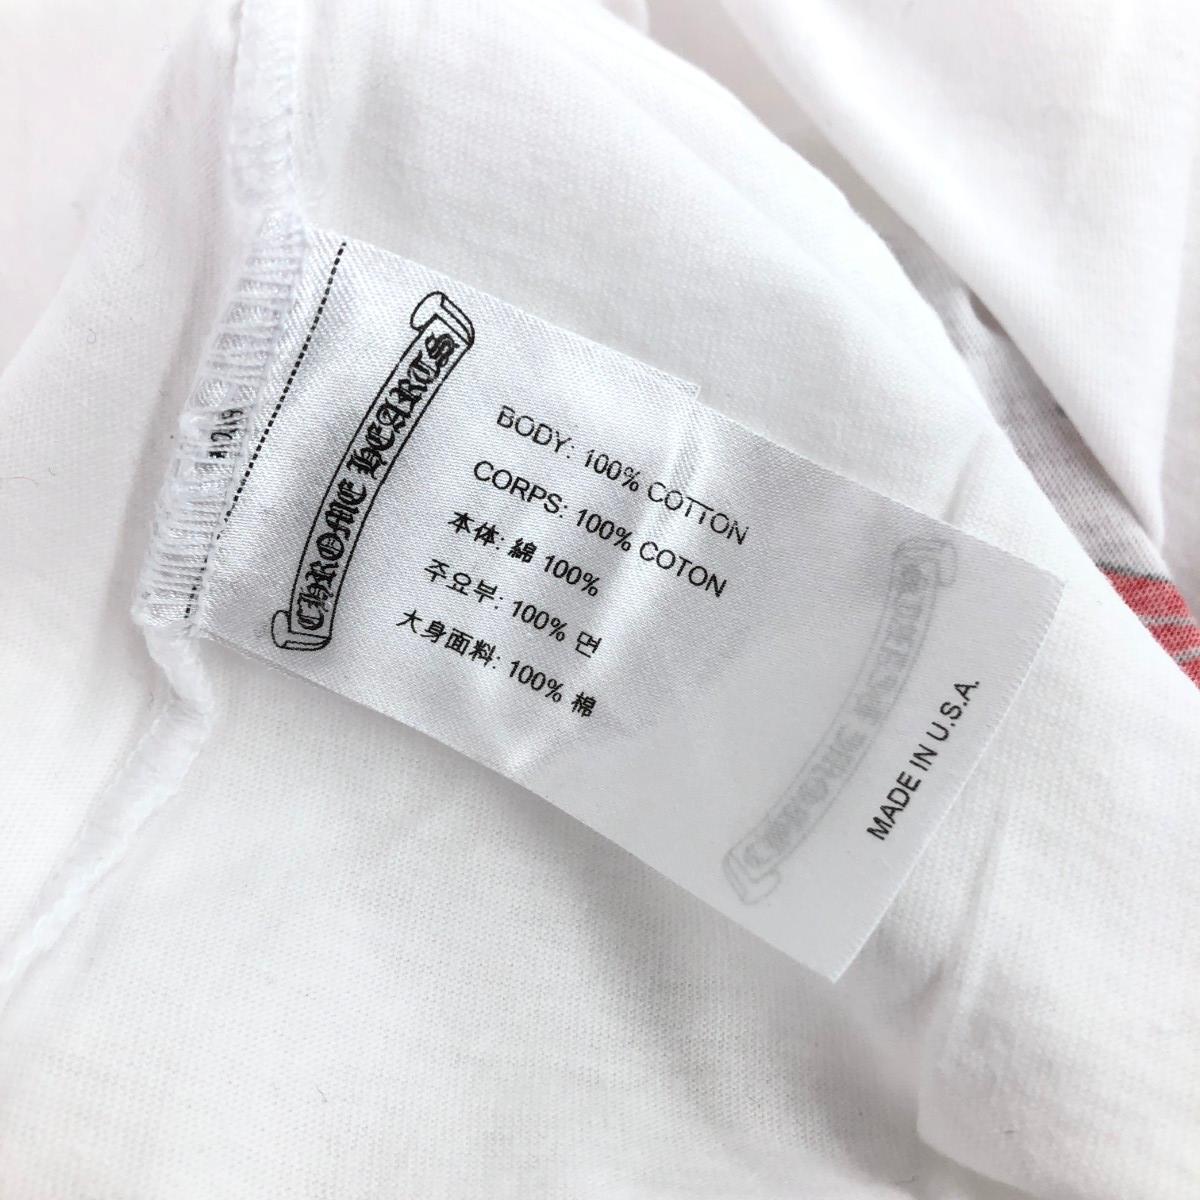 CHROME HEARTS
BODY: 100% COTTON
CORPS: 100% COTON
本体: 綿 100%
주요부: 100% 면
大身面料: 100% 棉
MADE IN U.S.A.